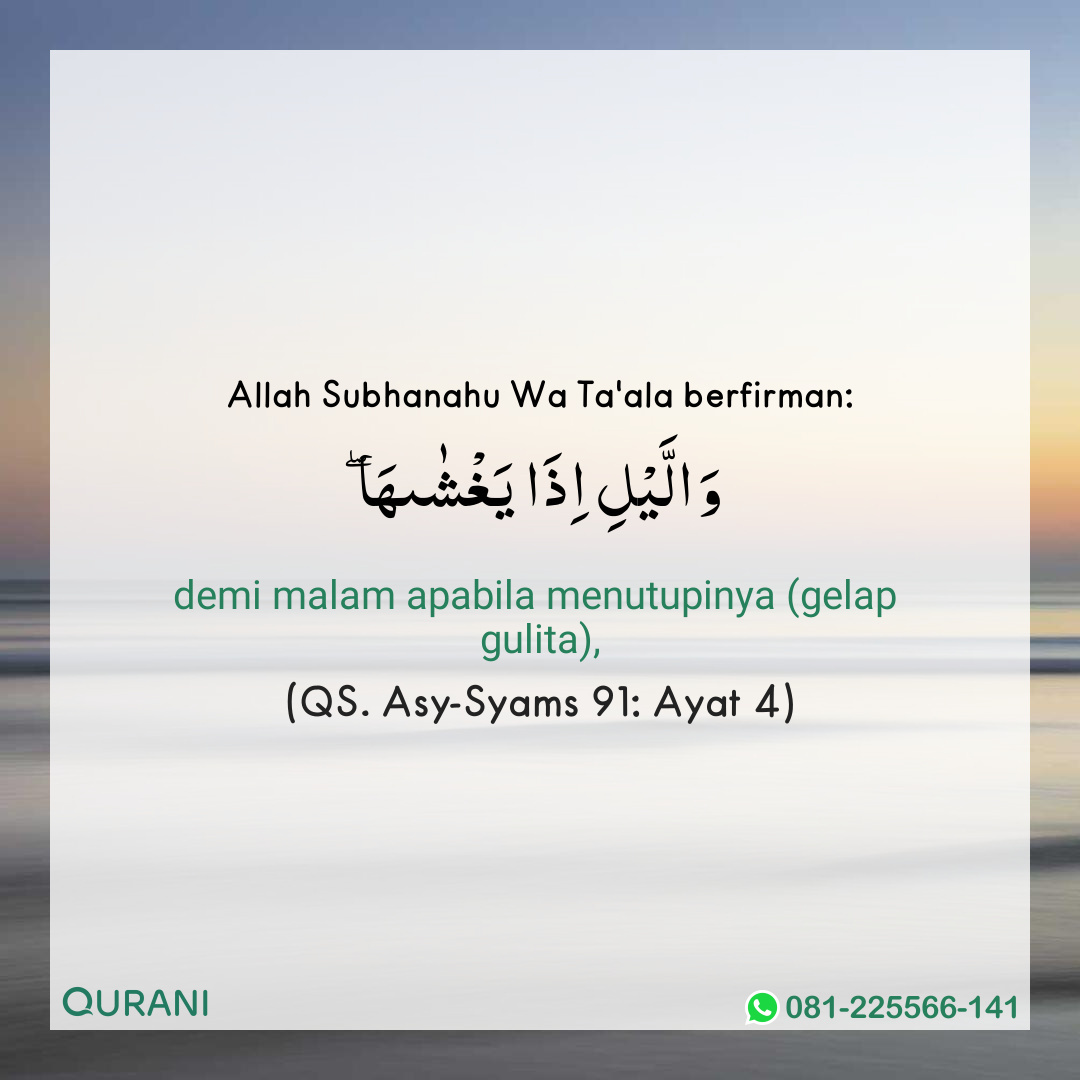 Allah Subhanahu Wa Ta'ala berfirman:
وَالَّيْلِ اِذَا يَغْشٰىهَاۖ
demi malam apabila menutupinya (gelap
gulita),
(QS. Asy-Syams 91: Ayat 4)
QURANI
081-225566-141